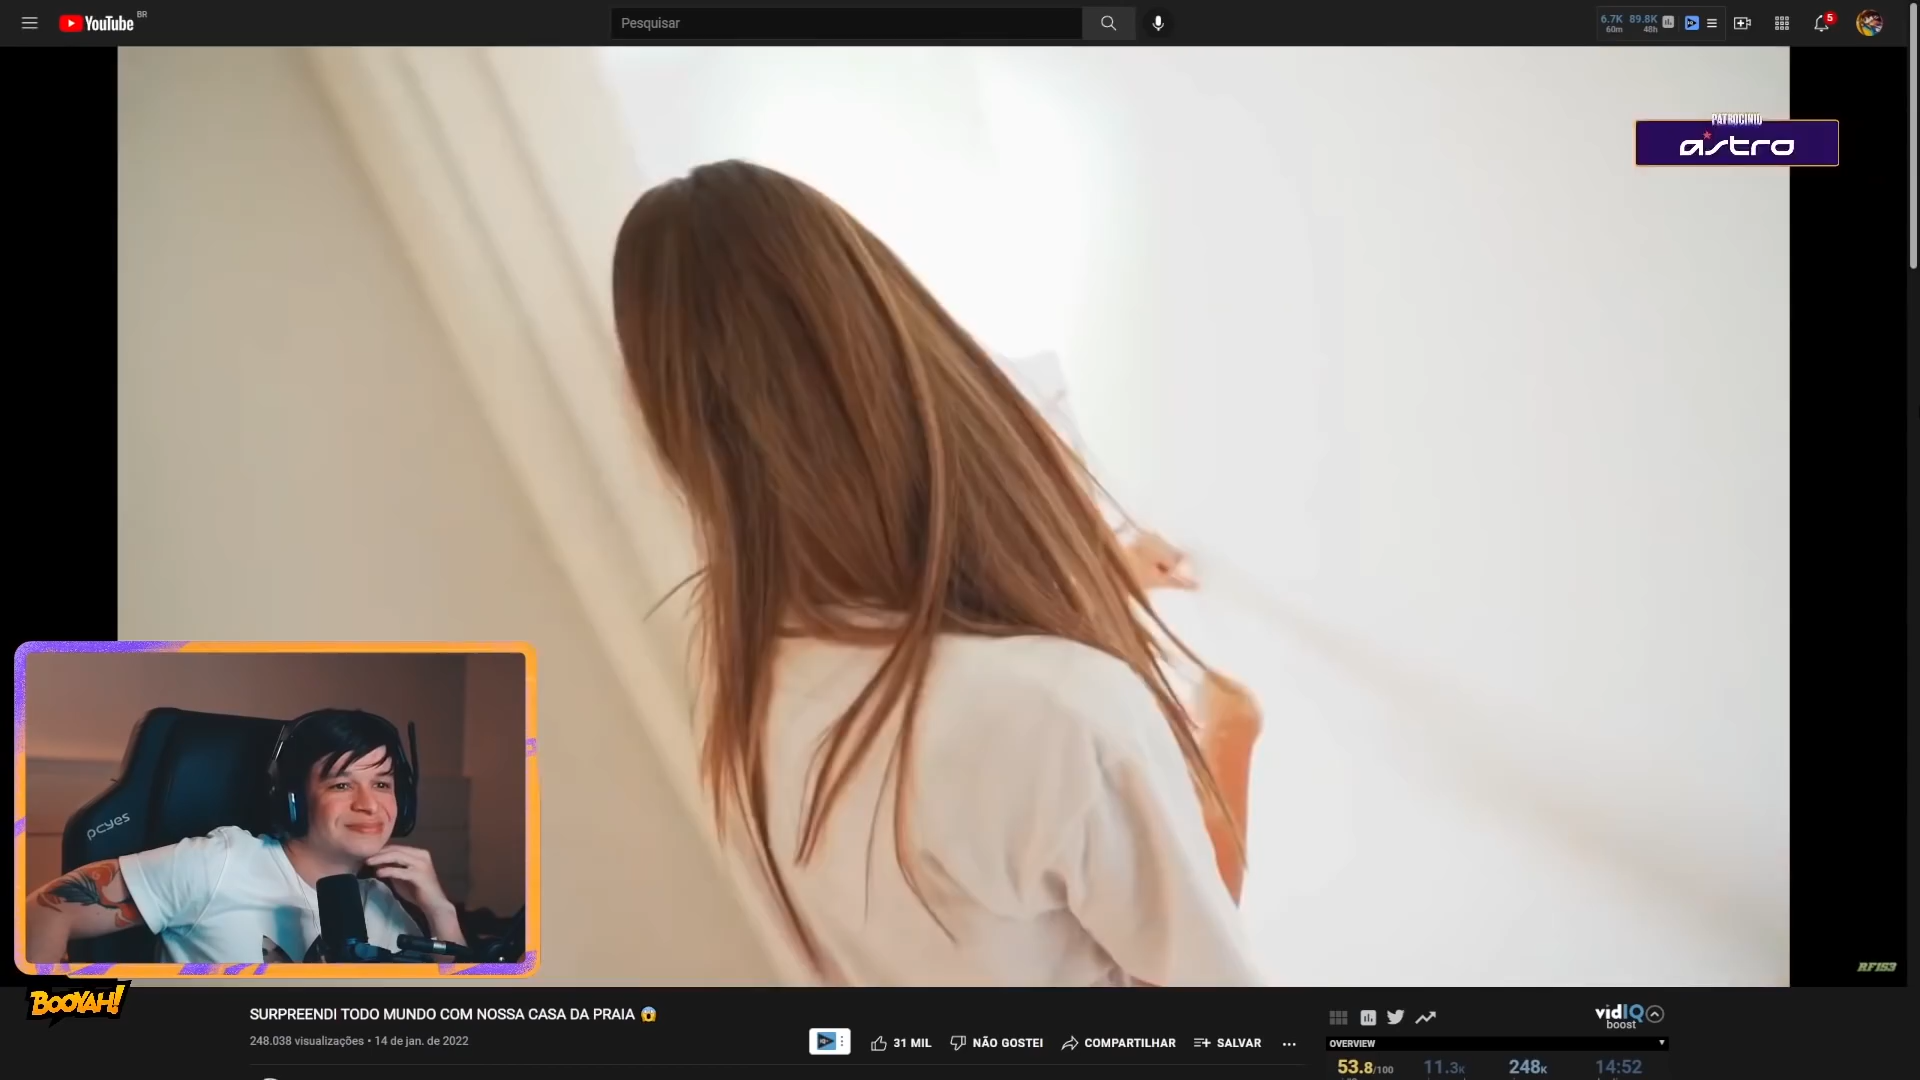 YouTube BR
Pesquisar
6.7K 89.8K
60m 48h
5
PATROCINIO
astro
pcyes
RF1S3
BOOYAH!
SURPREENDI TODO MUNDO COM NOSSA CASA DA PRAIA 😱
248.038 visualizações • 14 de jan. de 2022
31 MIL
NÃO GOSTEI
COMPARTILHAR
SALVAR
vidIQ
boost
OVERVIEW
53.8/100 11.3K 248K 14:52